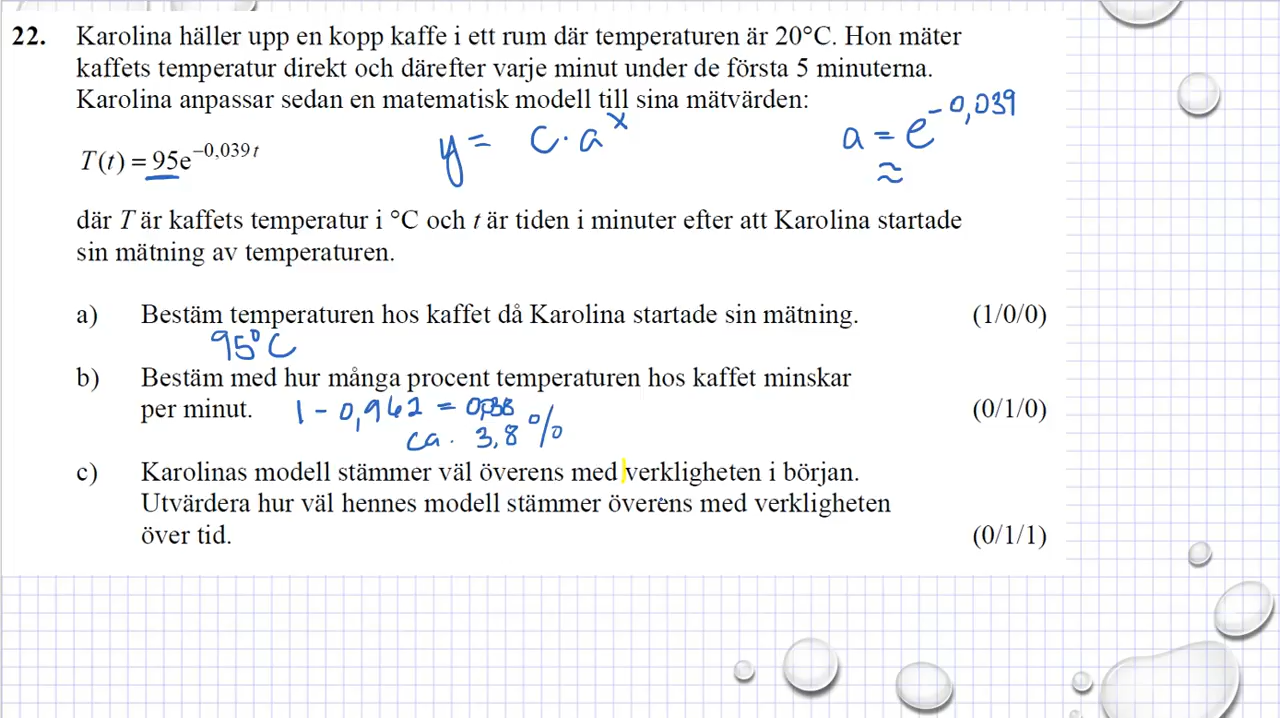 22. Karolina häller upp en kopp kaffe i ett rum där temperaturen är 20°C. Hon mäter
kaffets temperatur direkt och därefter varje minut under de första 5 minuterna.
Karolina anpassar sedan en matematisk modell till sina mätvärden:
y = C · a^x
a = e^-0,039
≈
T(t) = 95e^−0,039t
där T är kaffets temperatur i °C och t är tiden i minuter efter att Karolina startade
sin mätning av temperaturen.
a) Bestäm temperaturen hos kaffet då Karolina startade sin mätning. (1/0/0)
95°C
b) Bestäm med hur många procent temperaturen hos kaffet minskar
per minut. 1 - 0,962 = 0,038 (0/1/0)
ca. 3,8 %
c) Karolinas modell stämmer väl överens med verkligheten i början.
Utvärdera hur väl hennes modell stämmer överens med verkligheten
över tid. (0/1/1)